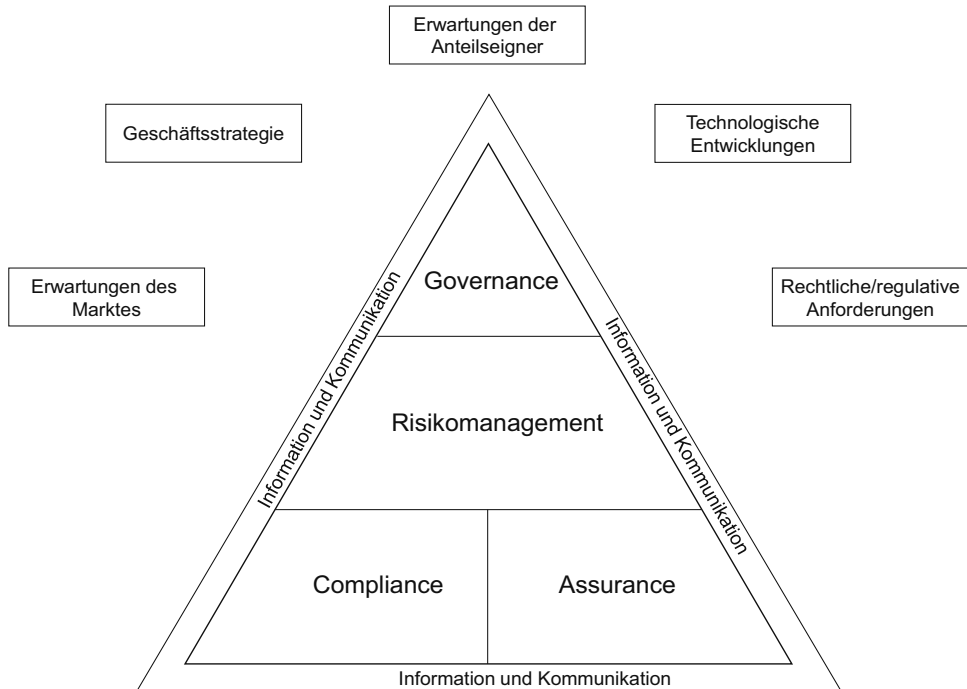 Erwartungen der
Anteilseigner
Geschäftsstrategie
Technologische
Entwicklungen
Erwartungen des
Marktes
Rechtliche/regulative
Anforderungen
Governance
Information und Kommunikation
Information und Kommunikation
Risikomanagement
Compliance
Assurance
Information und Kommunikation